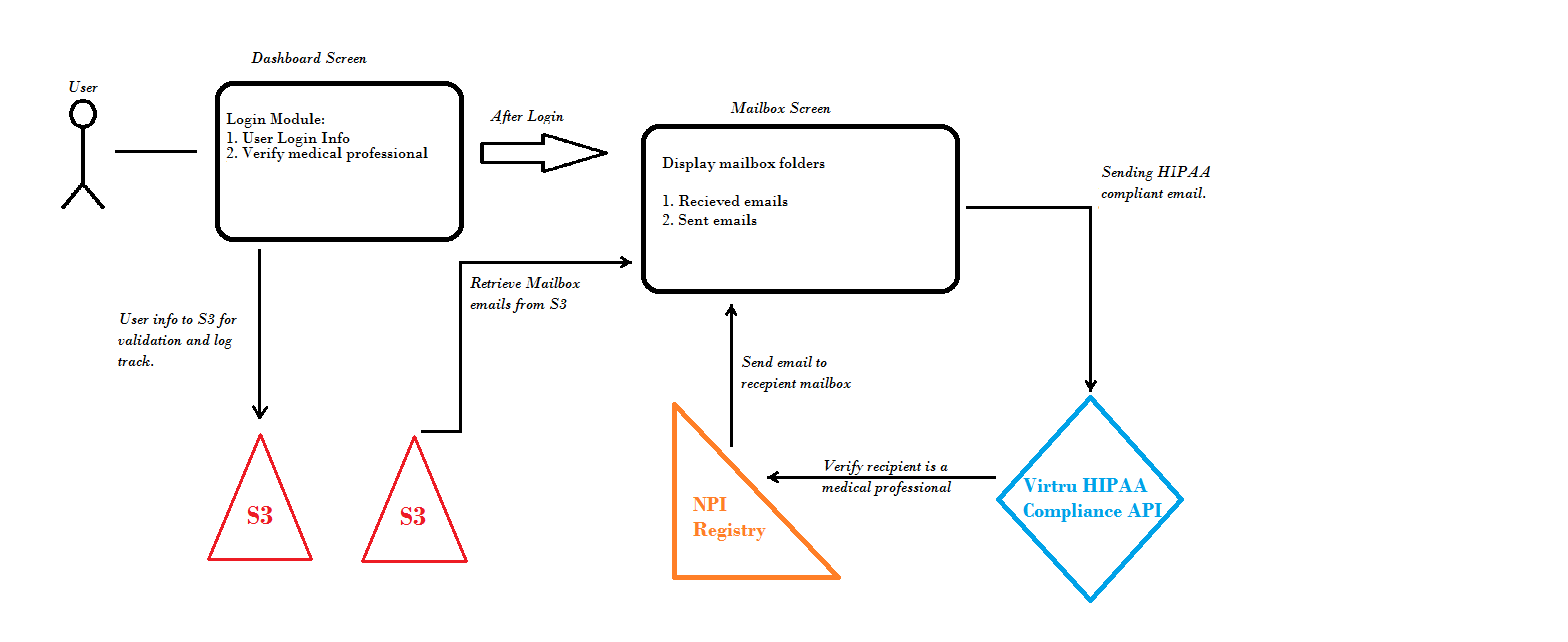 Dashboard Screen
User
Login Module:
1. User Login Info
2. Verify medical professional
After Login
Mailbox Screen
Display mailbox folders
1. Recieved emails
2. Sent emails
Sending HIPAA
compliant email.
Retrieve Mailbox
emails from S3
User info to S3 for
validation and log
track.
Send email to
recepient mailbox
Verify recipient is a
medical professional
S3
S3
NPI
Registry
Virtru HIPAA
Compliance API